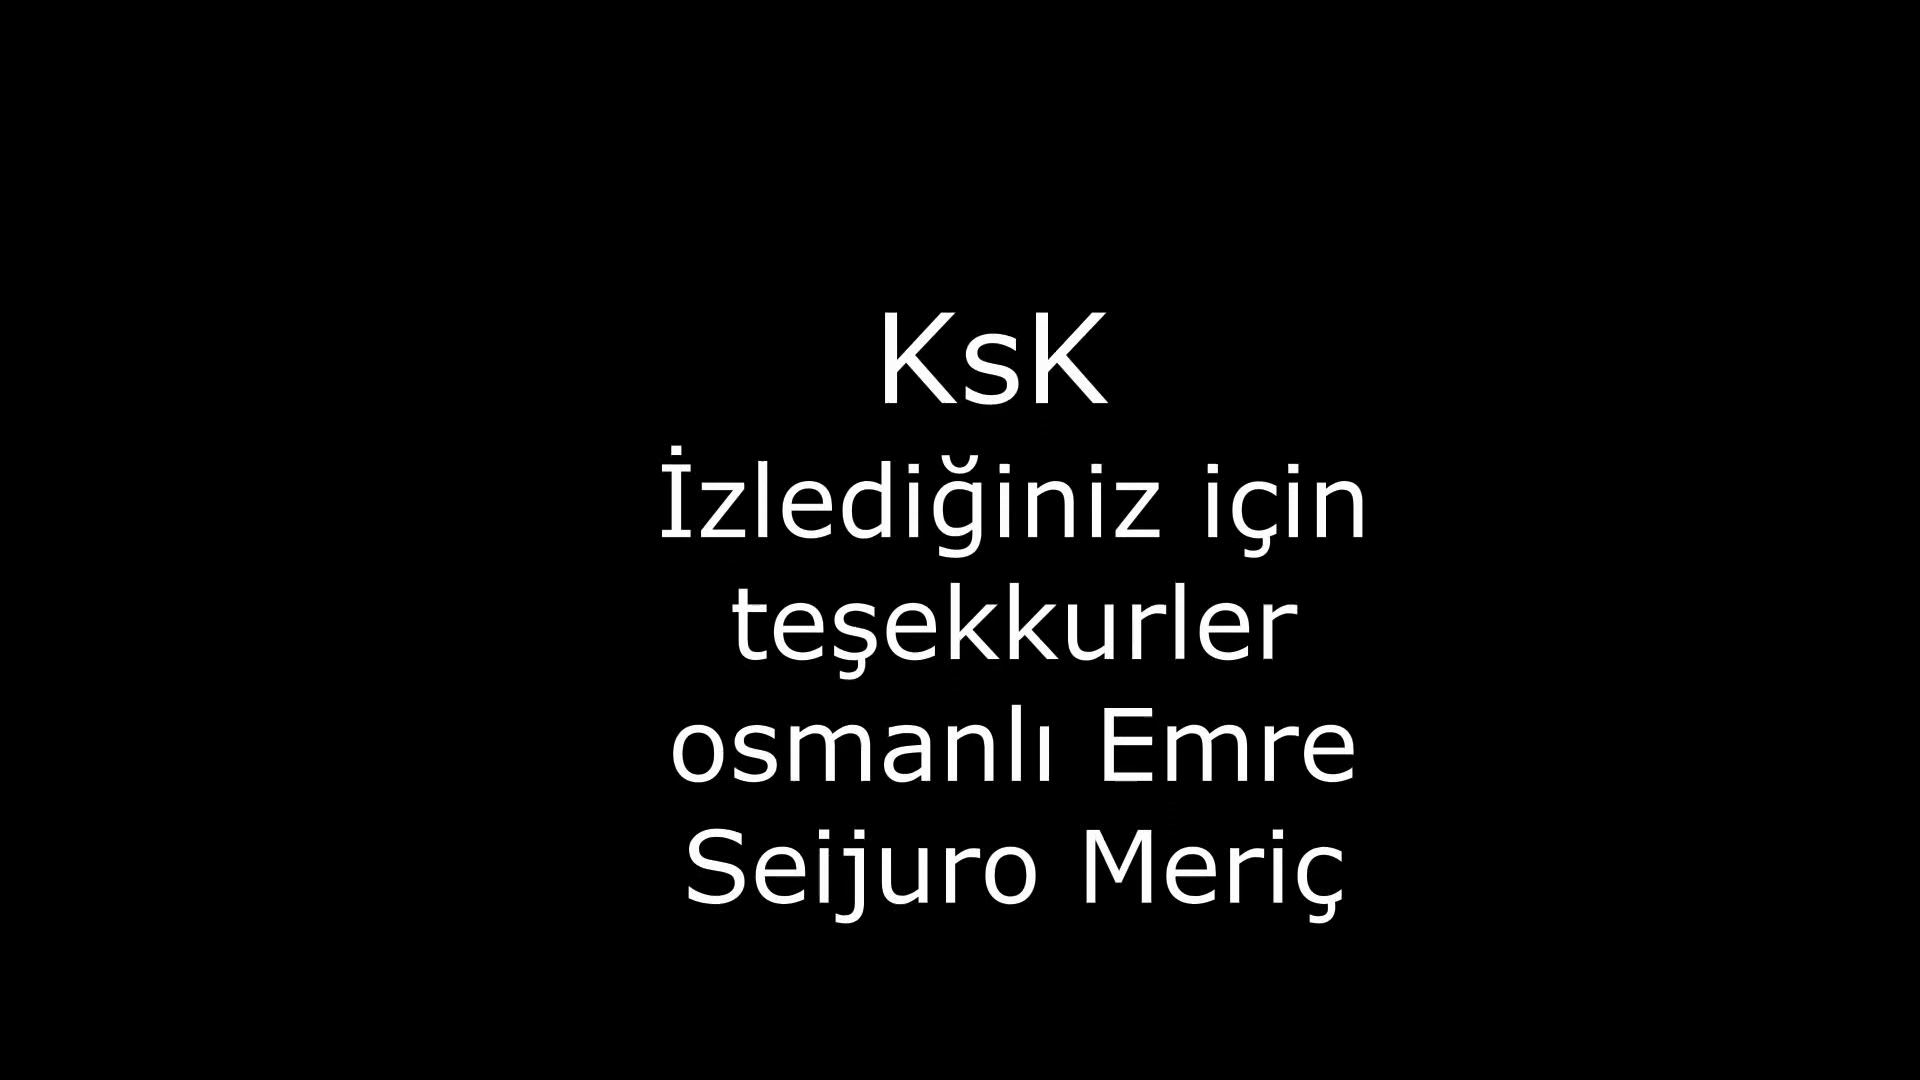 KsK
İzlediğiniz için
teşekkurler
osmanlı Emre
Seijuro Meriç